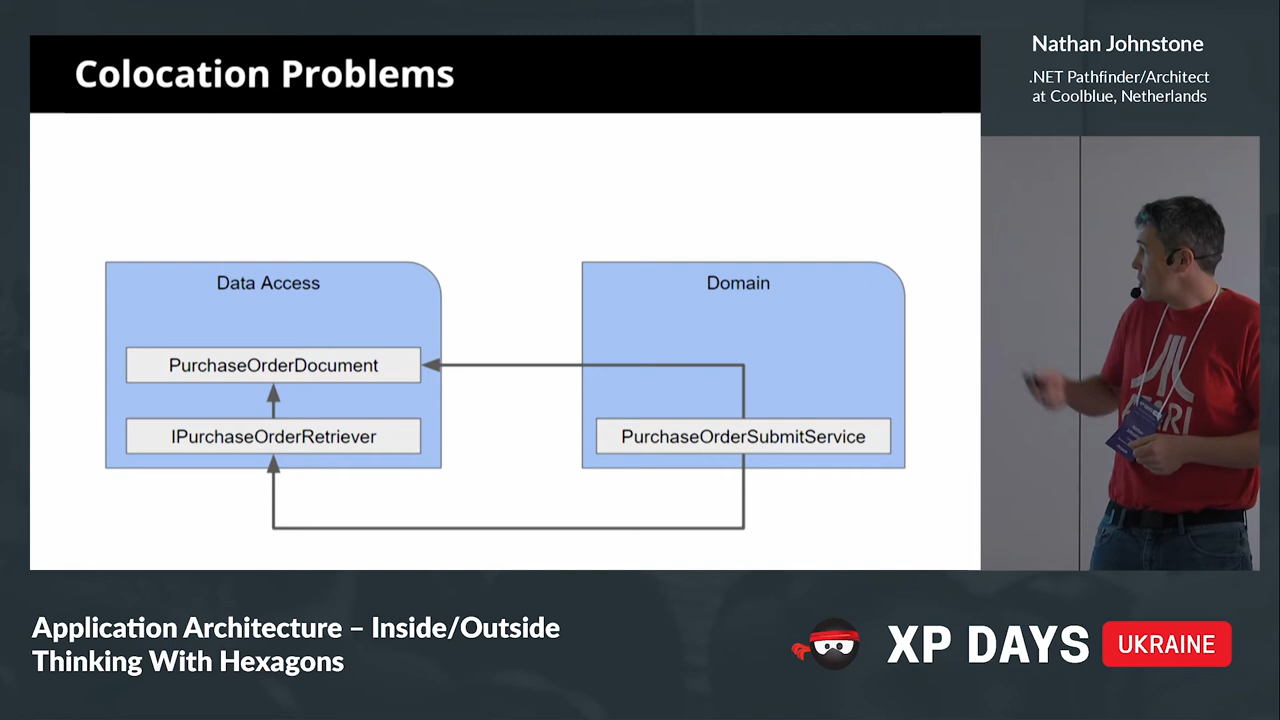 Colocation Problems
Nathan Johnstone
.NET Pathfinder/Architect
at Coolblue, Netherlands
Data Access
Domain
PurchaseOrderDocument
IPurchaseOrderRetriever
PurchaseOrderSubmitService
ATARI
Application Architecture – Inside/Outside
Thinking With Hexagons
XP DAYS
UKRAINE